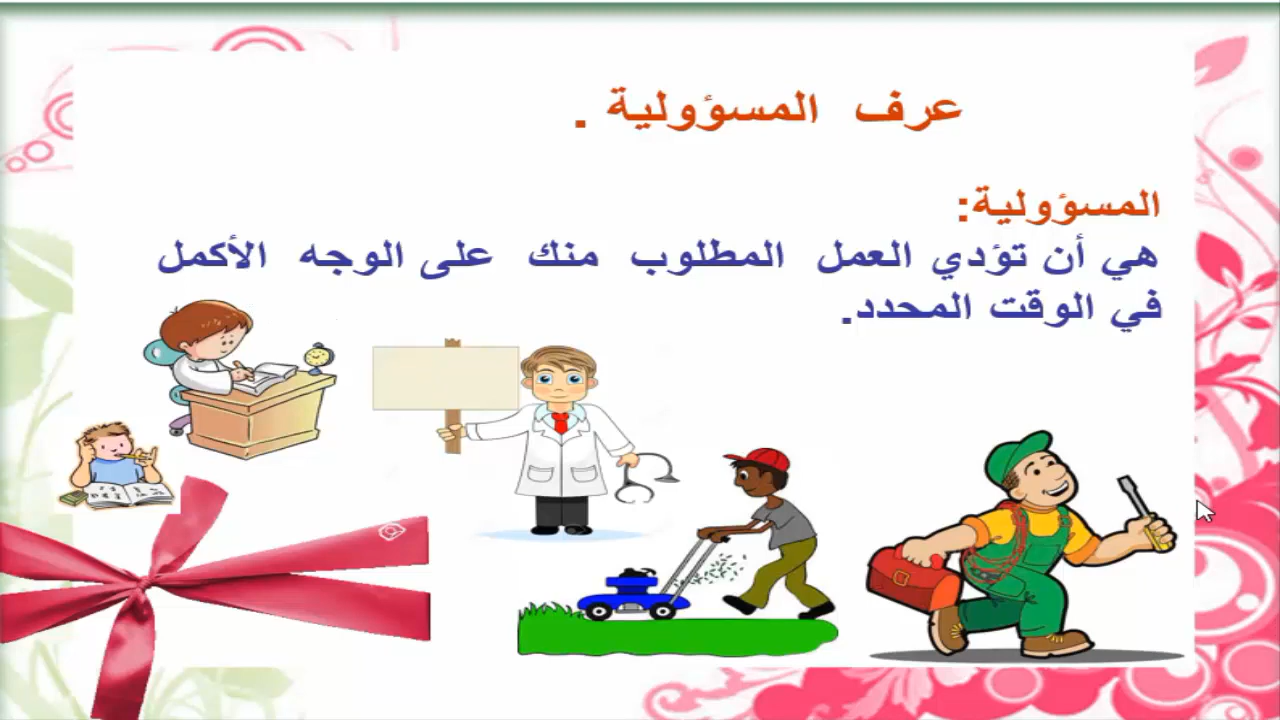 عرف المسؤولية .
المسؤولية:
هي أن تؤدي العمل المطلوب منك على الوجه الأكمل
في الوقت المحدد.